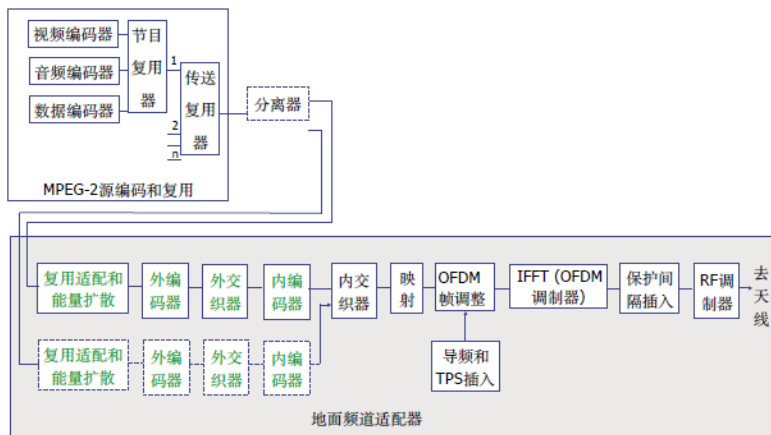 视频编码器
音频编码器
数据编码器
节目
复用
器
1
2
n
传送
复用
器
分离器
MPEG-2源编码和复用
复用适配和
能量扩散
外编
码器
外交
织器
内编
码器
内交
织器
映
射
OFDM
帧调整
IFFT (OFDM
调制器)
保护间
隔插入
RF调
制器
去
天
线
复用适配和
能量扩散
外编
码器
外交
织器
内编
码器
导频和
TPS插入
地面频道适配器